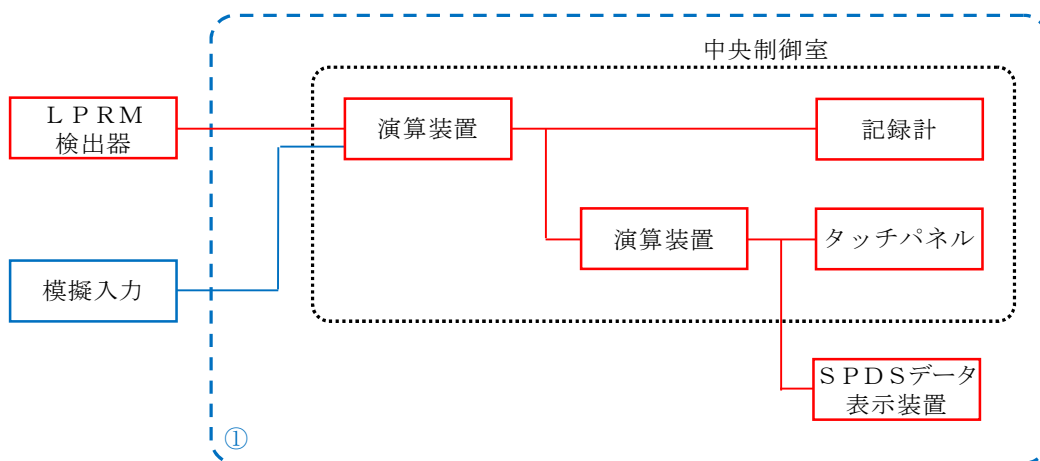 中央制御室
ＬＰＲＭ
検出器
演算装置
記録計
演算装置
タッチパネル
模擬入力
ＳＰＤＳデータ
表示装置
①